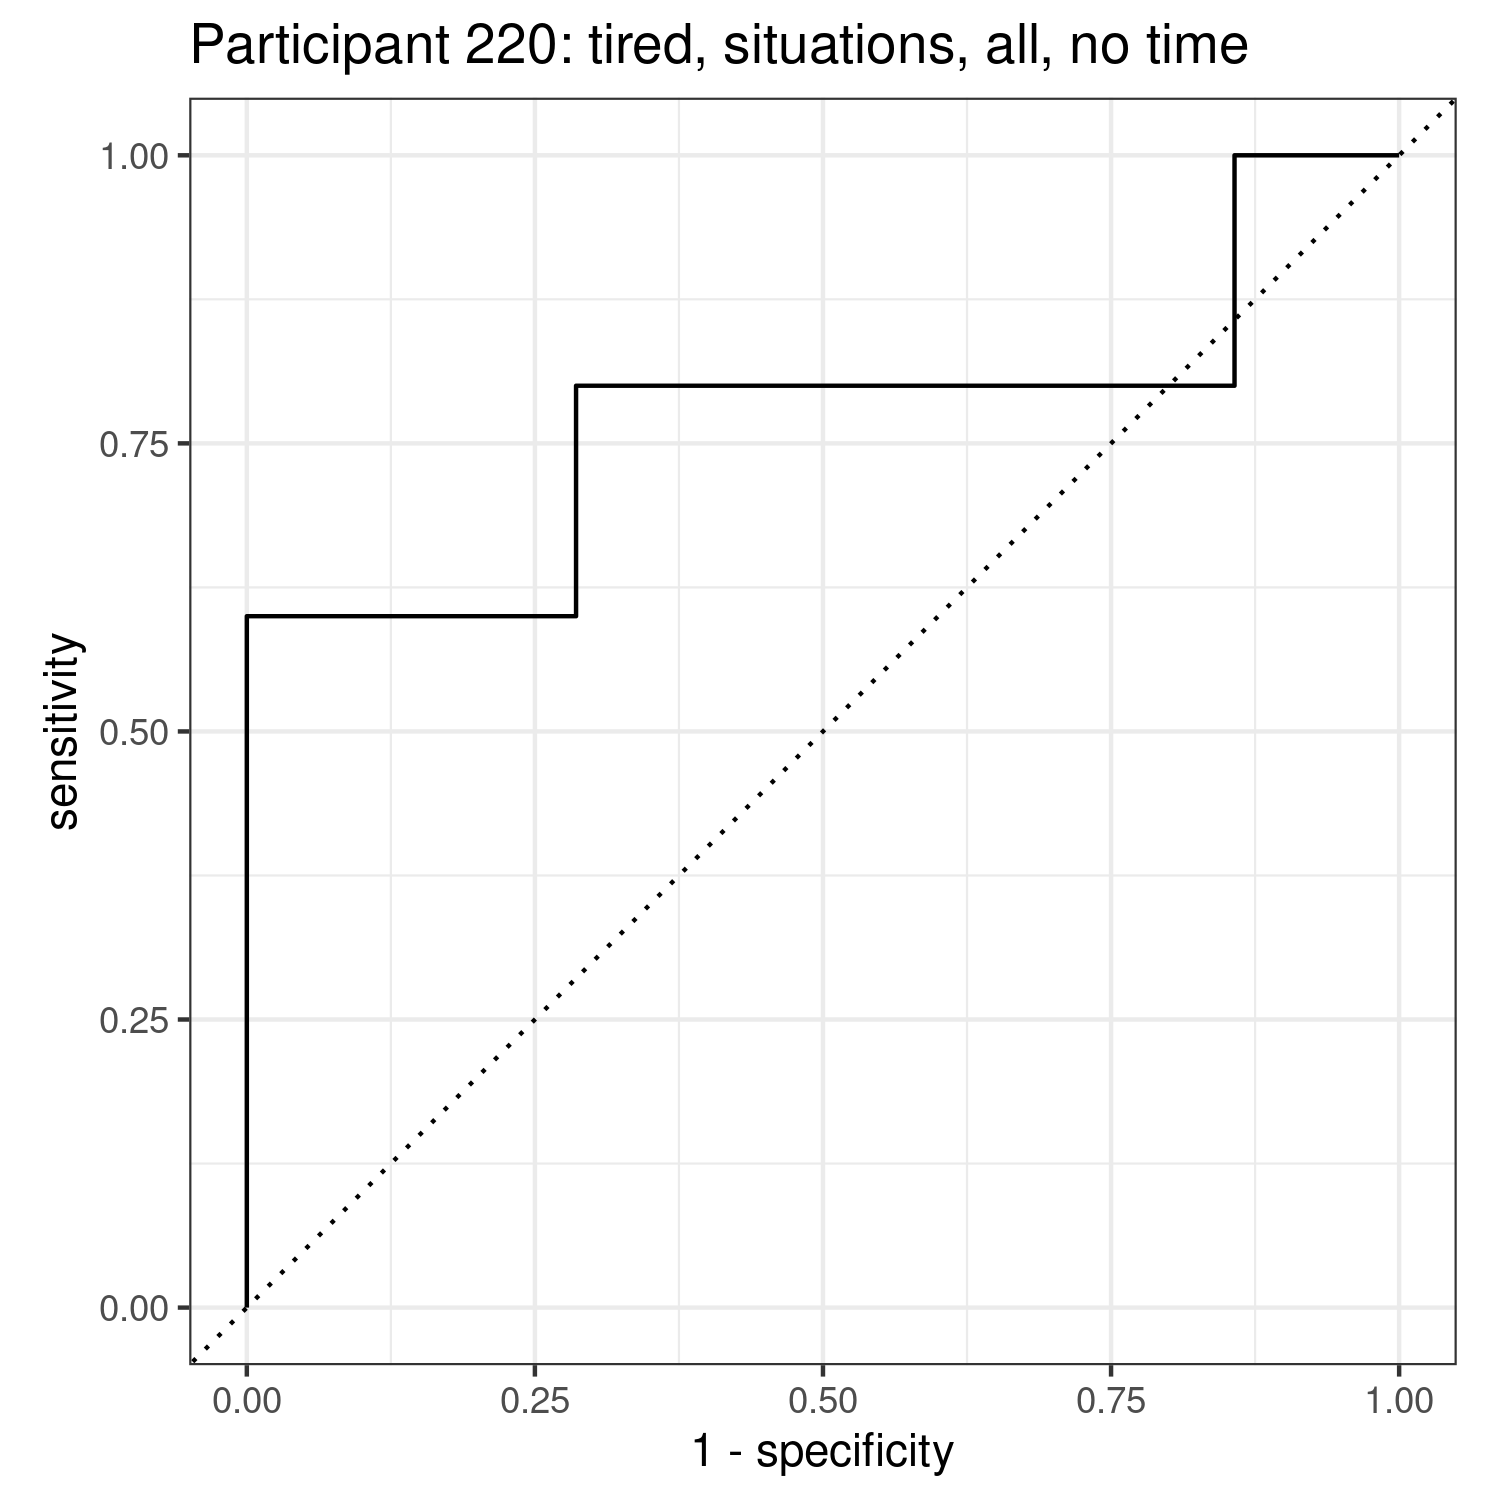 Participant 220: tired, situations, all, no time
1.00
0.75
0.50
0.25
0.00
sensitivity
0.00 0.25 0.50 0.75 1.00
1 - specificity